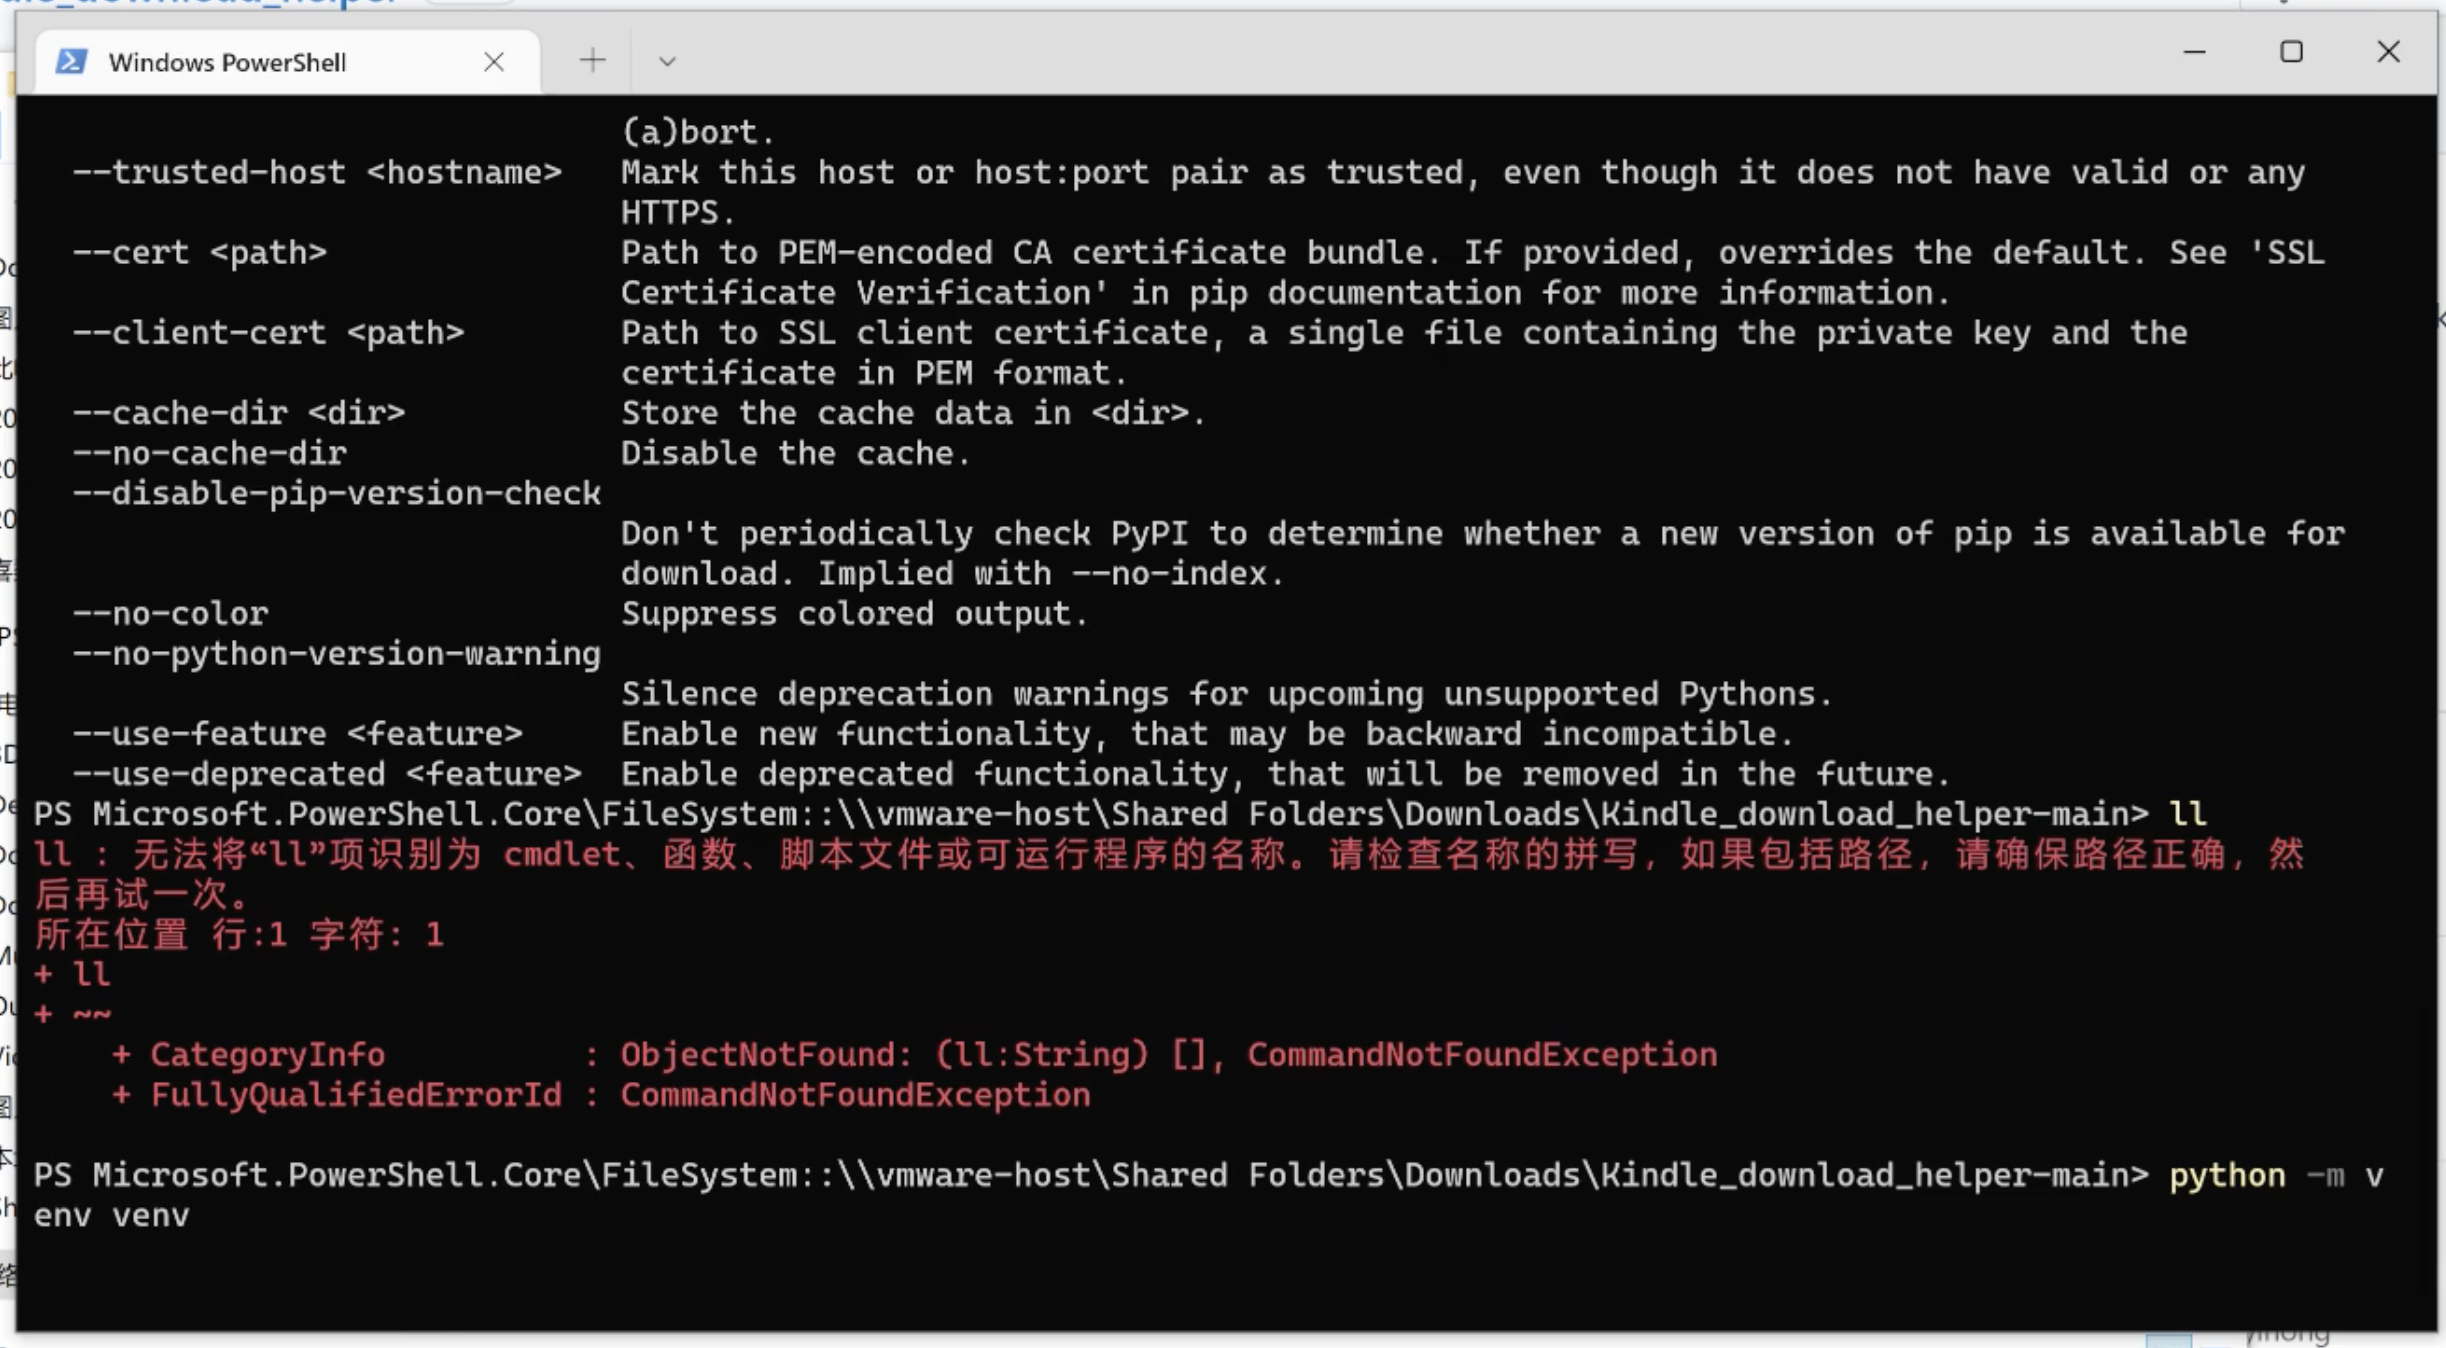 Windows PowerShell
(a)bort.
--trusted-host <hostname> Mark this host or host:port pair as trusted, even though it does not have valid or any
HTTPS.
--cert <path> Path to PEM-encoded CA certificate bundle. If provided, overrides the default. See 'SSL
Certificate Verification' in pip documentation for more information.
--client-cert <path> Path to SSL client certificate, a single file containing the private key and the
certificate in PEM format.
--cache-dir <dir> Store the cache data in <dir>.
--no-cache-dir Disable the cache.
--disable-pip-version-check
Don't periodically check PyPI to determine whether a new version of pip is available for
download. Implied with --no-index.
--no-color Suppress colored output.
--no-python-version-warning
Silence deprecation warnings for upcoming unsupported Pythons.
--use-feature <feature> Enable new functionality, that may be backward incompatible.
--use-deprecated <feature> Enable deprecated functionality, that will be removed in the future.
PS Microsoft.PowerShell.Core\FileSystem::\\vmware-host\Shared Folders\Downloads\Kindle_download_helper-main> ll
ll : 无法将“ll”项识别为 cmdlet、函数、脚本文件或可运行程序的名称。请检查名称的拼写，如果包括路径，请确保路径正确，然
后再试一次。
所在位置 行:1 字符: 1
+ ll
+ ~~
+ CategoryInfo : ObjectNotFound: (ll:String) [], CommandNotFoundException
+ FullyQualifiedErrorId : CommandNotFoundException
PS Microsoft.PowerShell.Core\FileSystem::\\vmware-host\Shared Folders\Downloads\Kindle_download_helper-main> python -m v
env venv